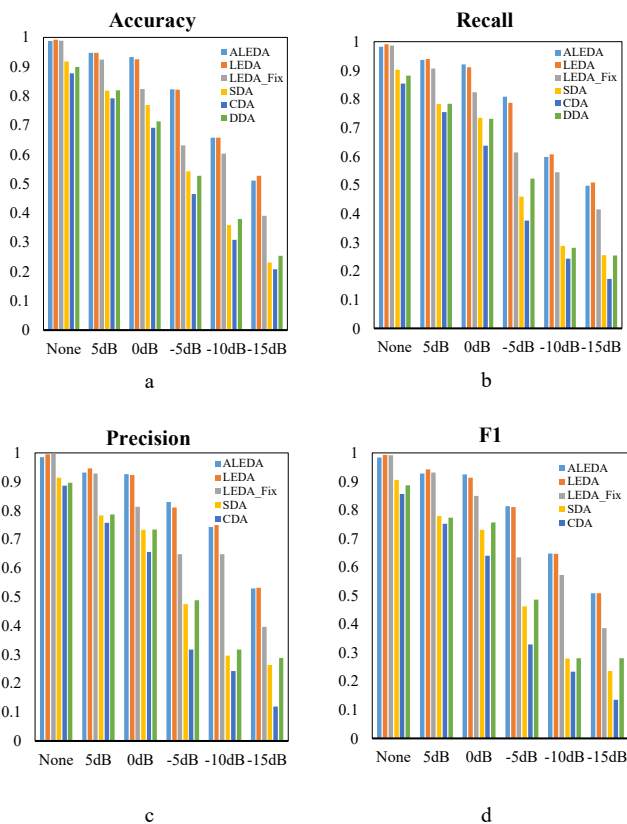 Accuracy
1
0.9
0.8
0.7
0.6
0.5
0.4
0.3
0.2
0.1
0
ALEDA
LEDA
LEDA_Fix
SDA
CDA
DDA
None 5dB 0dB -5dB -10dB -15dB
a
Recall
1
0.9
0.8
0.7
0.6
0.5
0.4
0.3
0.2
0.1
0
ALEDA
LEDA
LEDA_Fix
SDA
CDA
DDA
None 5dB 0dB -5dB -10dB -15dB
b
Precision
1
0.9
0.8
0.7
0.6
0.5
0.4
0.3
0.2
0.1
0
ALEDA
LEDA
LEDA_Fix
SDA
CDA
None 5dB 0dB -5dB -10dB -15dB
c
F1
1
0.9
0.8
0.7
0.6
0.5
0.4
0.3
0.2
0.1
0
ALEDA
LEDA
LEDA_Fix
SDA
CDA
None 5dB 0dB -5dB -10dB -15dB
d